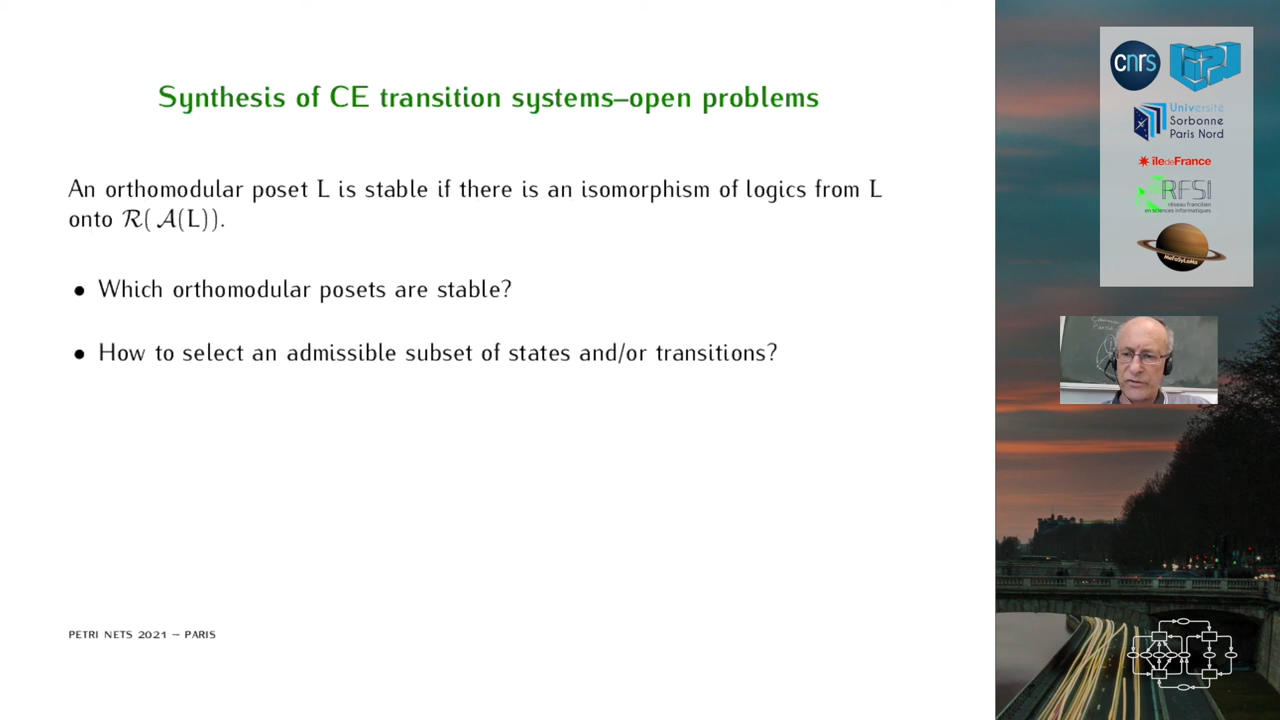 Synthesis of CE transition systems–open problems
An orthomodular poset L is stable if there is an isomorphism of logics from L
onto ℛ( 𝒜(L)).
• Which orthomodular posets are stable?
• How to select an admissible subset of states and/or transitions?
PETRI NETS 2021 – PARIS
cnrs
Université
Sorbonne
Paris Nord
îledeFrance
RFSI
réseau francilien
en sciences informatiques
MeFoSyLoMa